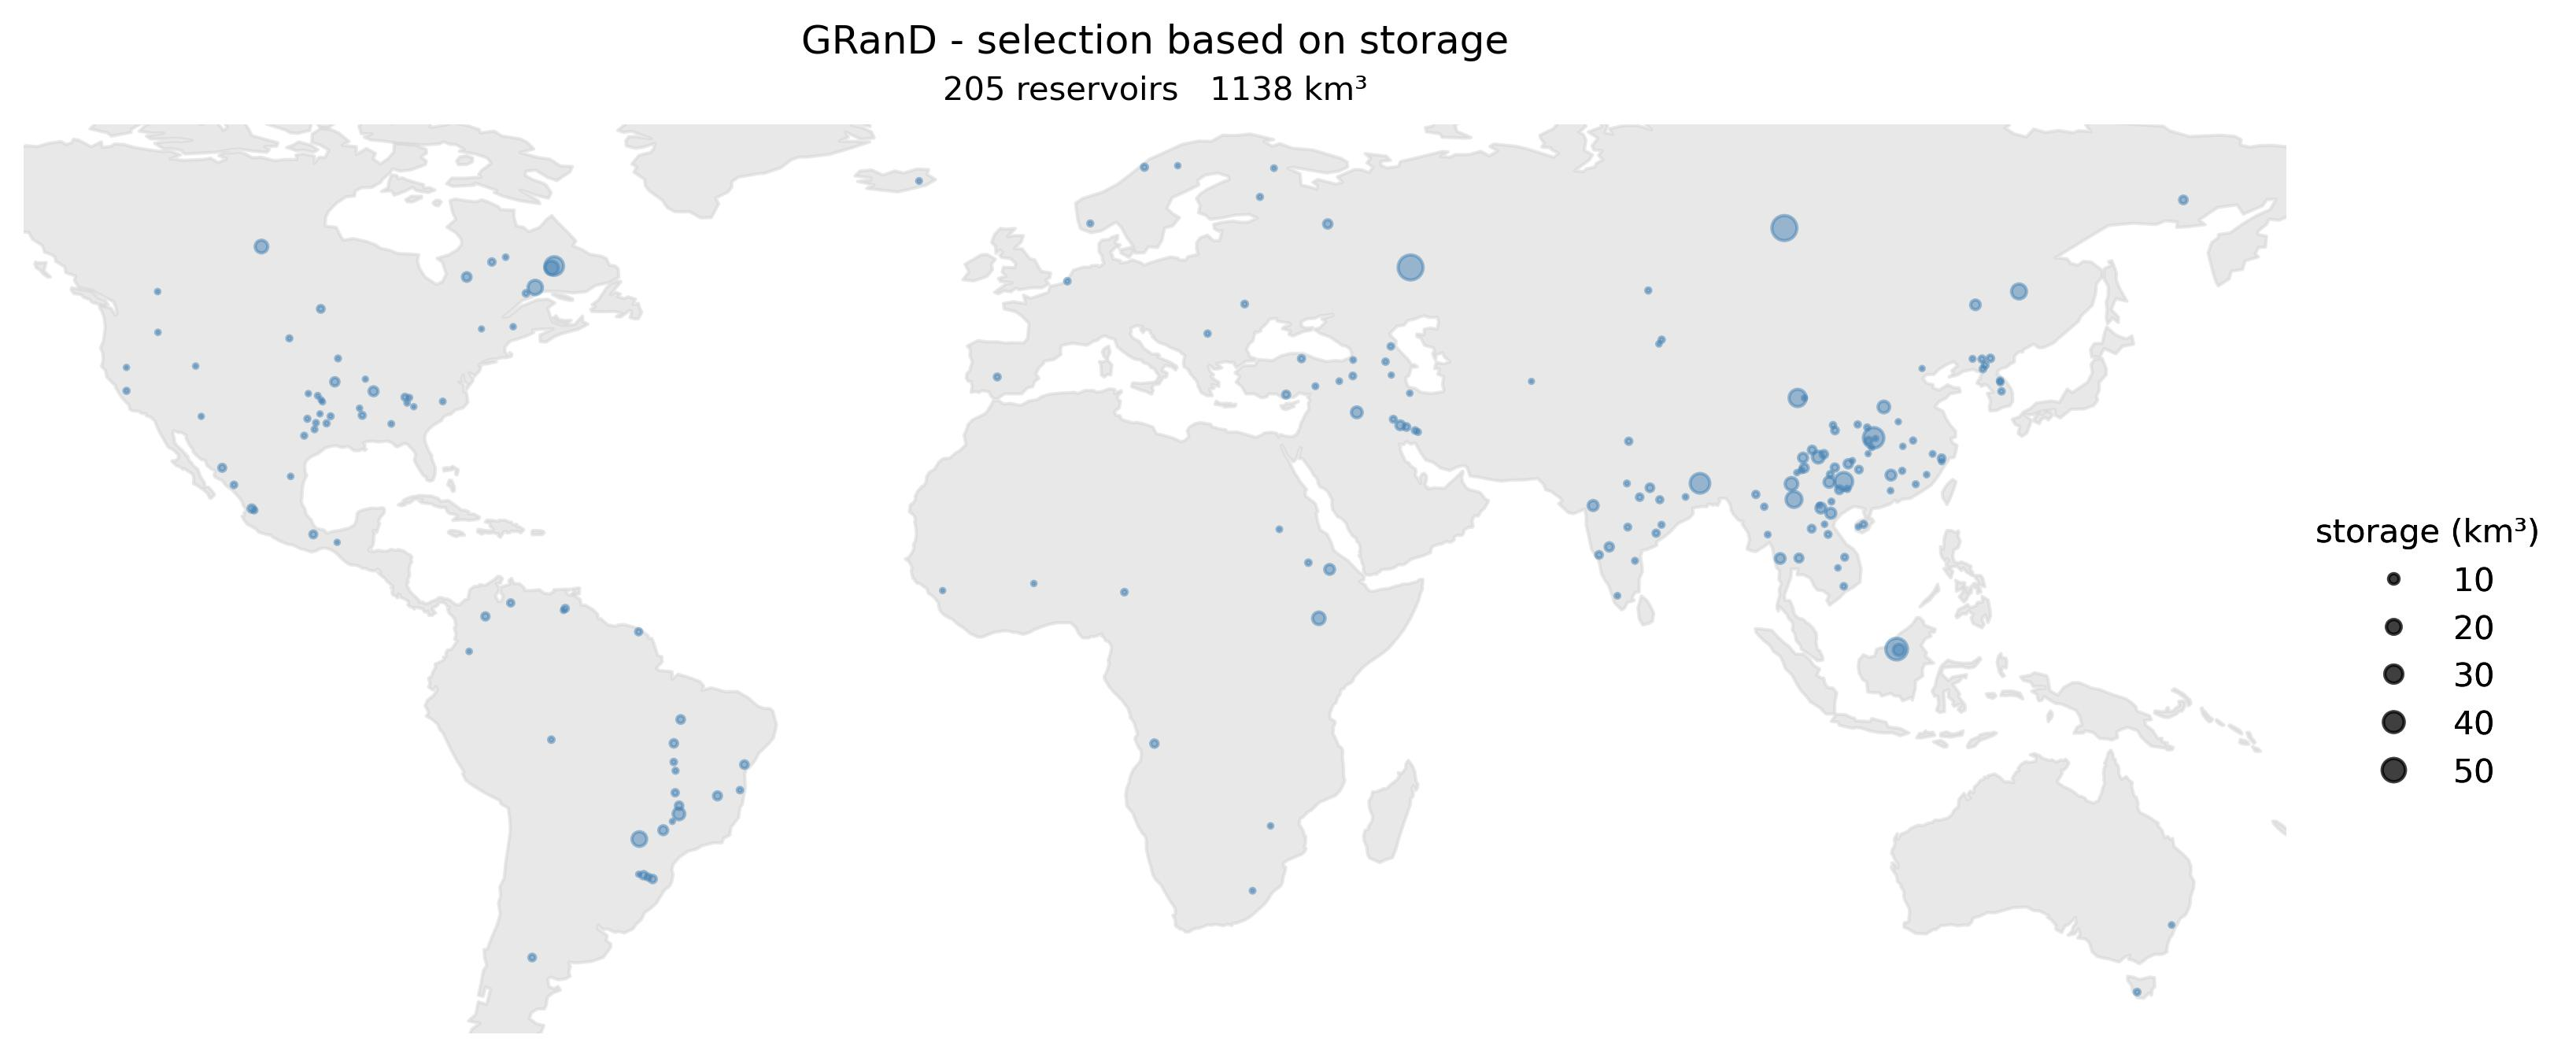 GRanD - selection based on storage
205 reservoirs   1138 km³
storage (km³)
10
20
30
40
50